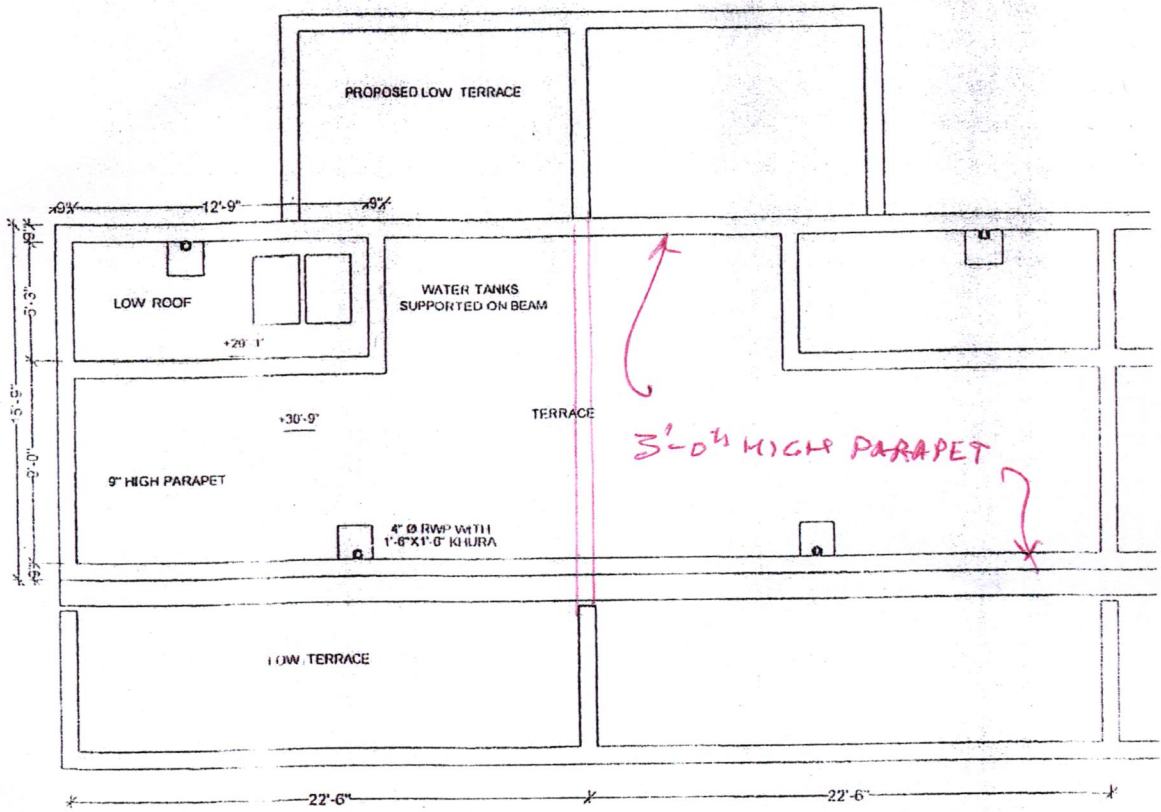 PROPOSED LOW TERRACE
9"
12'-9"
9"
9"
LOW ROOF
WATER TANKS
SUPPORTED ON BEAM
5'-3"
15'-9"
+30'-9"
TERRACE
3'-0" HIGH PARAPET
9'-0"
9" HIGH PARAPET
4" Ø RWP WITH
1'-6"X1'-6" KHURA
9"
LOW TERRACE
22'-6"
22'-6"